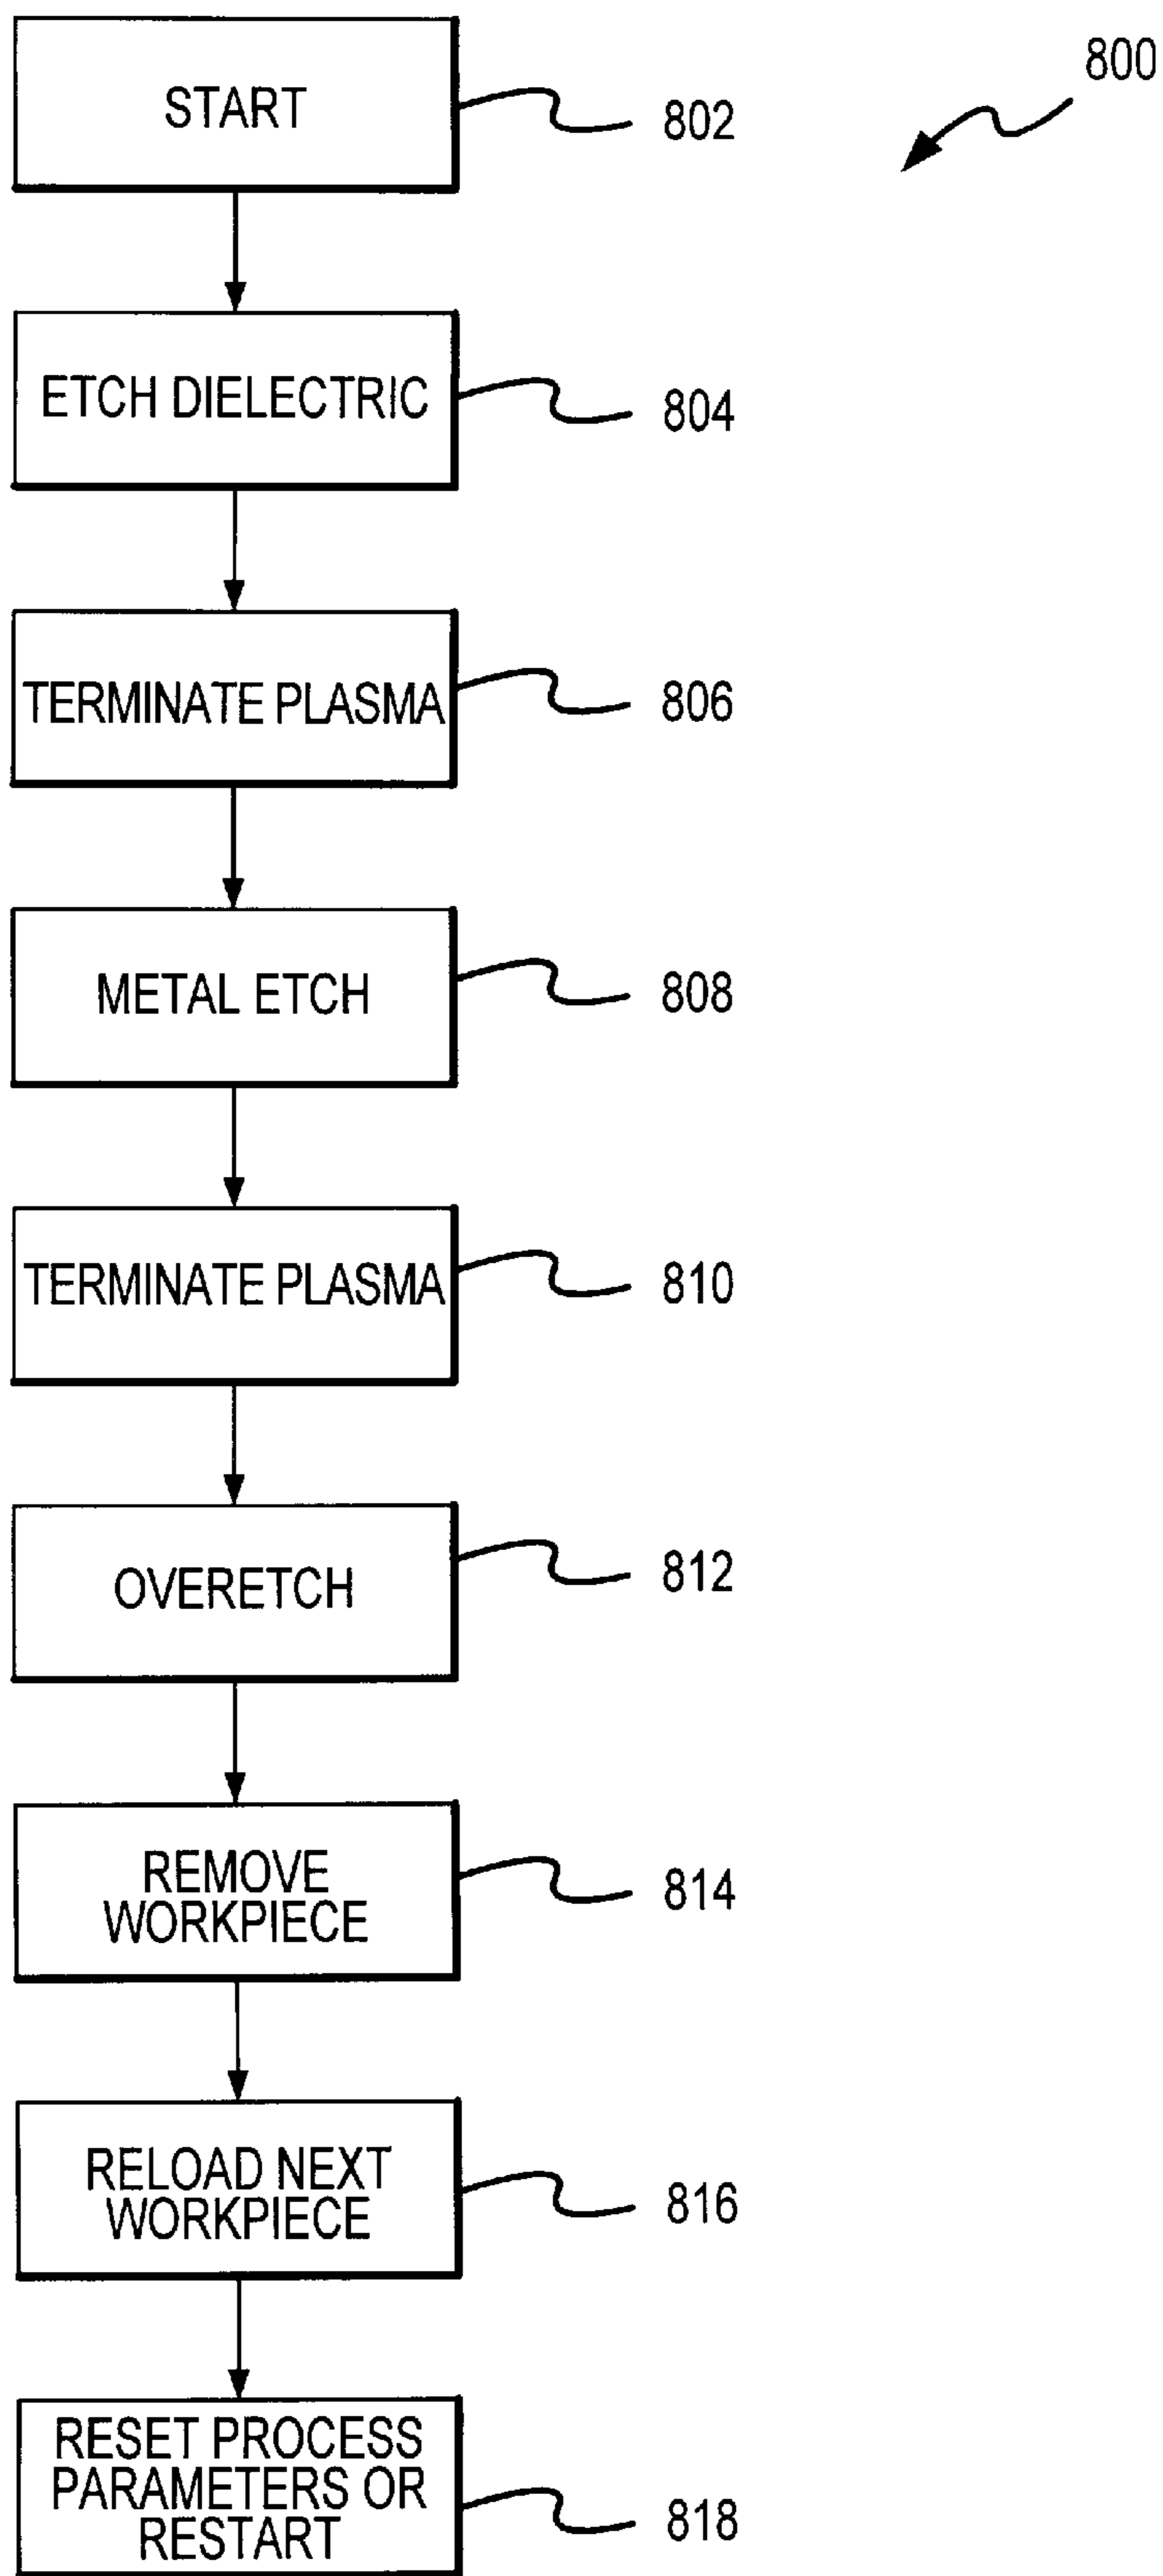 800
START
802
ETCH DIELECTRIC
804
TERMINATE PLASMA
806
METAL ETCH
808
TERMINATE PLASMA
810
OVERETCH
812
REMOVE
WORKPIECE
814
RELOAD NEXT
WORKPIECE
816
RESET PROCESS
PARAMETERS OR
RESTART
818